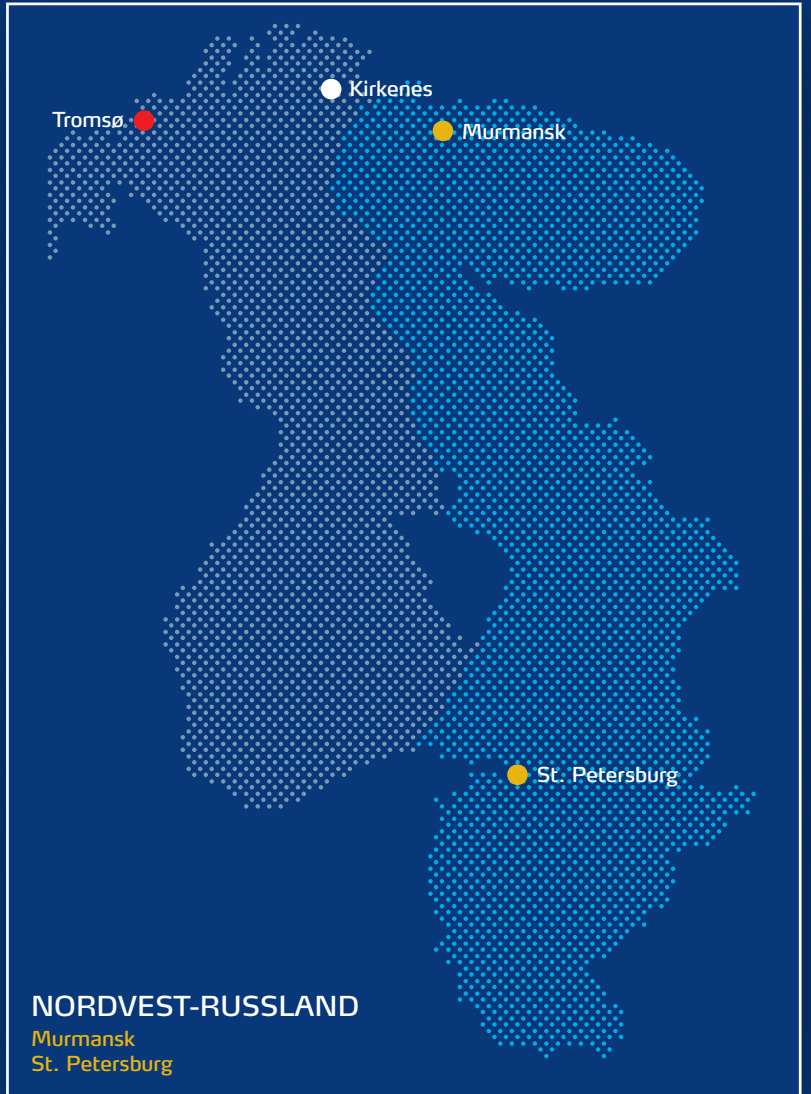 Kirkenes
Tromsø
Murmansk
St. Petersburg
NORDVEST-RUSSLAND
Murmansk
St. Petersburg